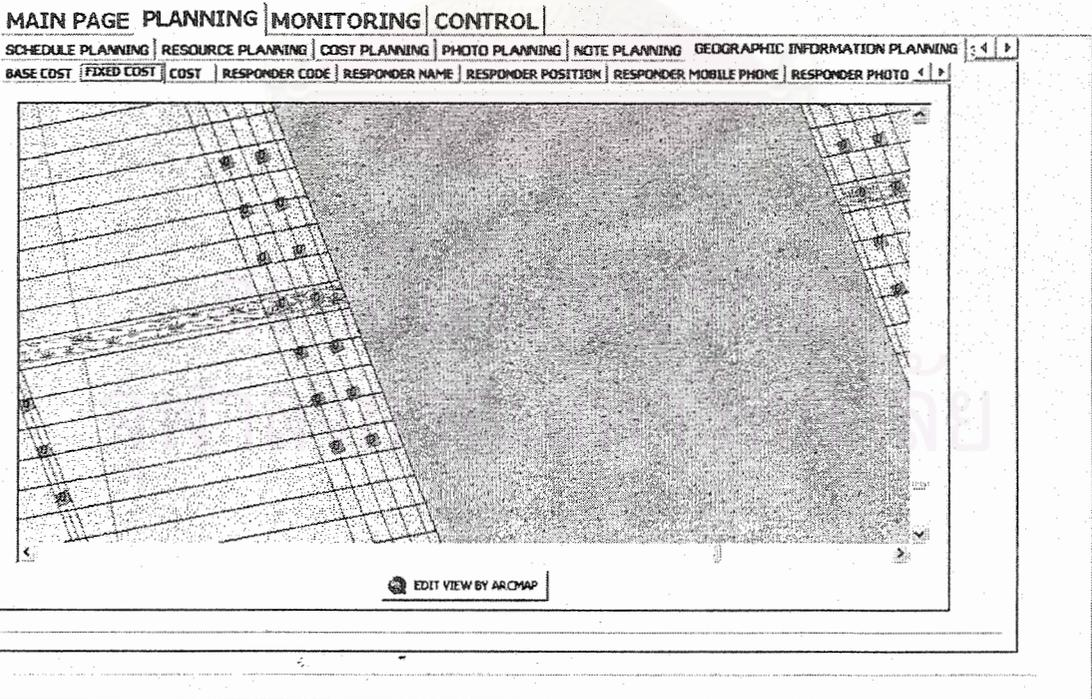 MAIN PAGE PLANNING MONITORING CONTROL
SCHEDULE PLANNING RESOURCE PLANNING COST PLANNING PHOTO PLANNING NOTE PLANNING GEOGRAPHIC INFORMATION PLANNING
BASE COST FIXED COST COST RESPONDER CODE RESPONDER NAME RESPONDER POSITION RESPONDER MOBILE PHONE RESPONDER PHOTO
EDIT VIEW BY ARCMAP